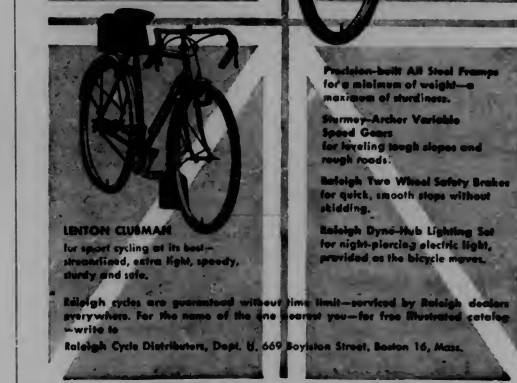 LENTON CLUBMAN
for sport cycling at its best—
streamlined, extra light, speedy,
sturdy and safe.
Precision-built All Steel Frames
for a minimum of weight—a
maximum of sturdiness.
Sturmey-Archer Variable
Speed Gears
for leveling tough slopes and
rough roads.
Raleigh Two Wheel Safety Brakes
for quick, smooth stops without
skidding.
Raleigh Dyno-Hub Lighting Set
for night-piercing electric light,
provided as the bicycle moves.
Raleigh cycles are guaranteed without time limit—serviced by Raleigh dealers
everywhere. For the name of the one nearest you—for free illustrated catalog
—write to
Raleigh Cycle Distributors, Dept. 669 Boylston Street, Boston 16, Mass.